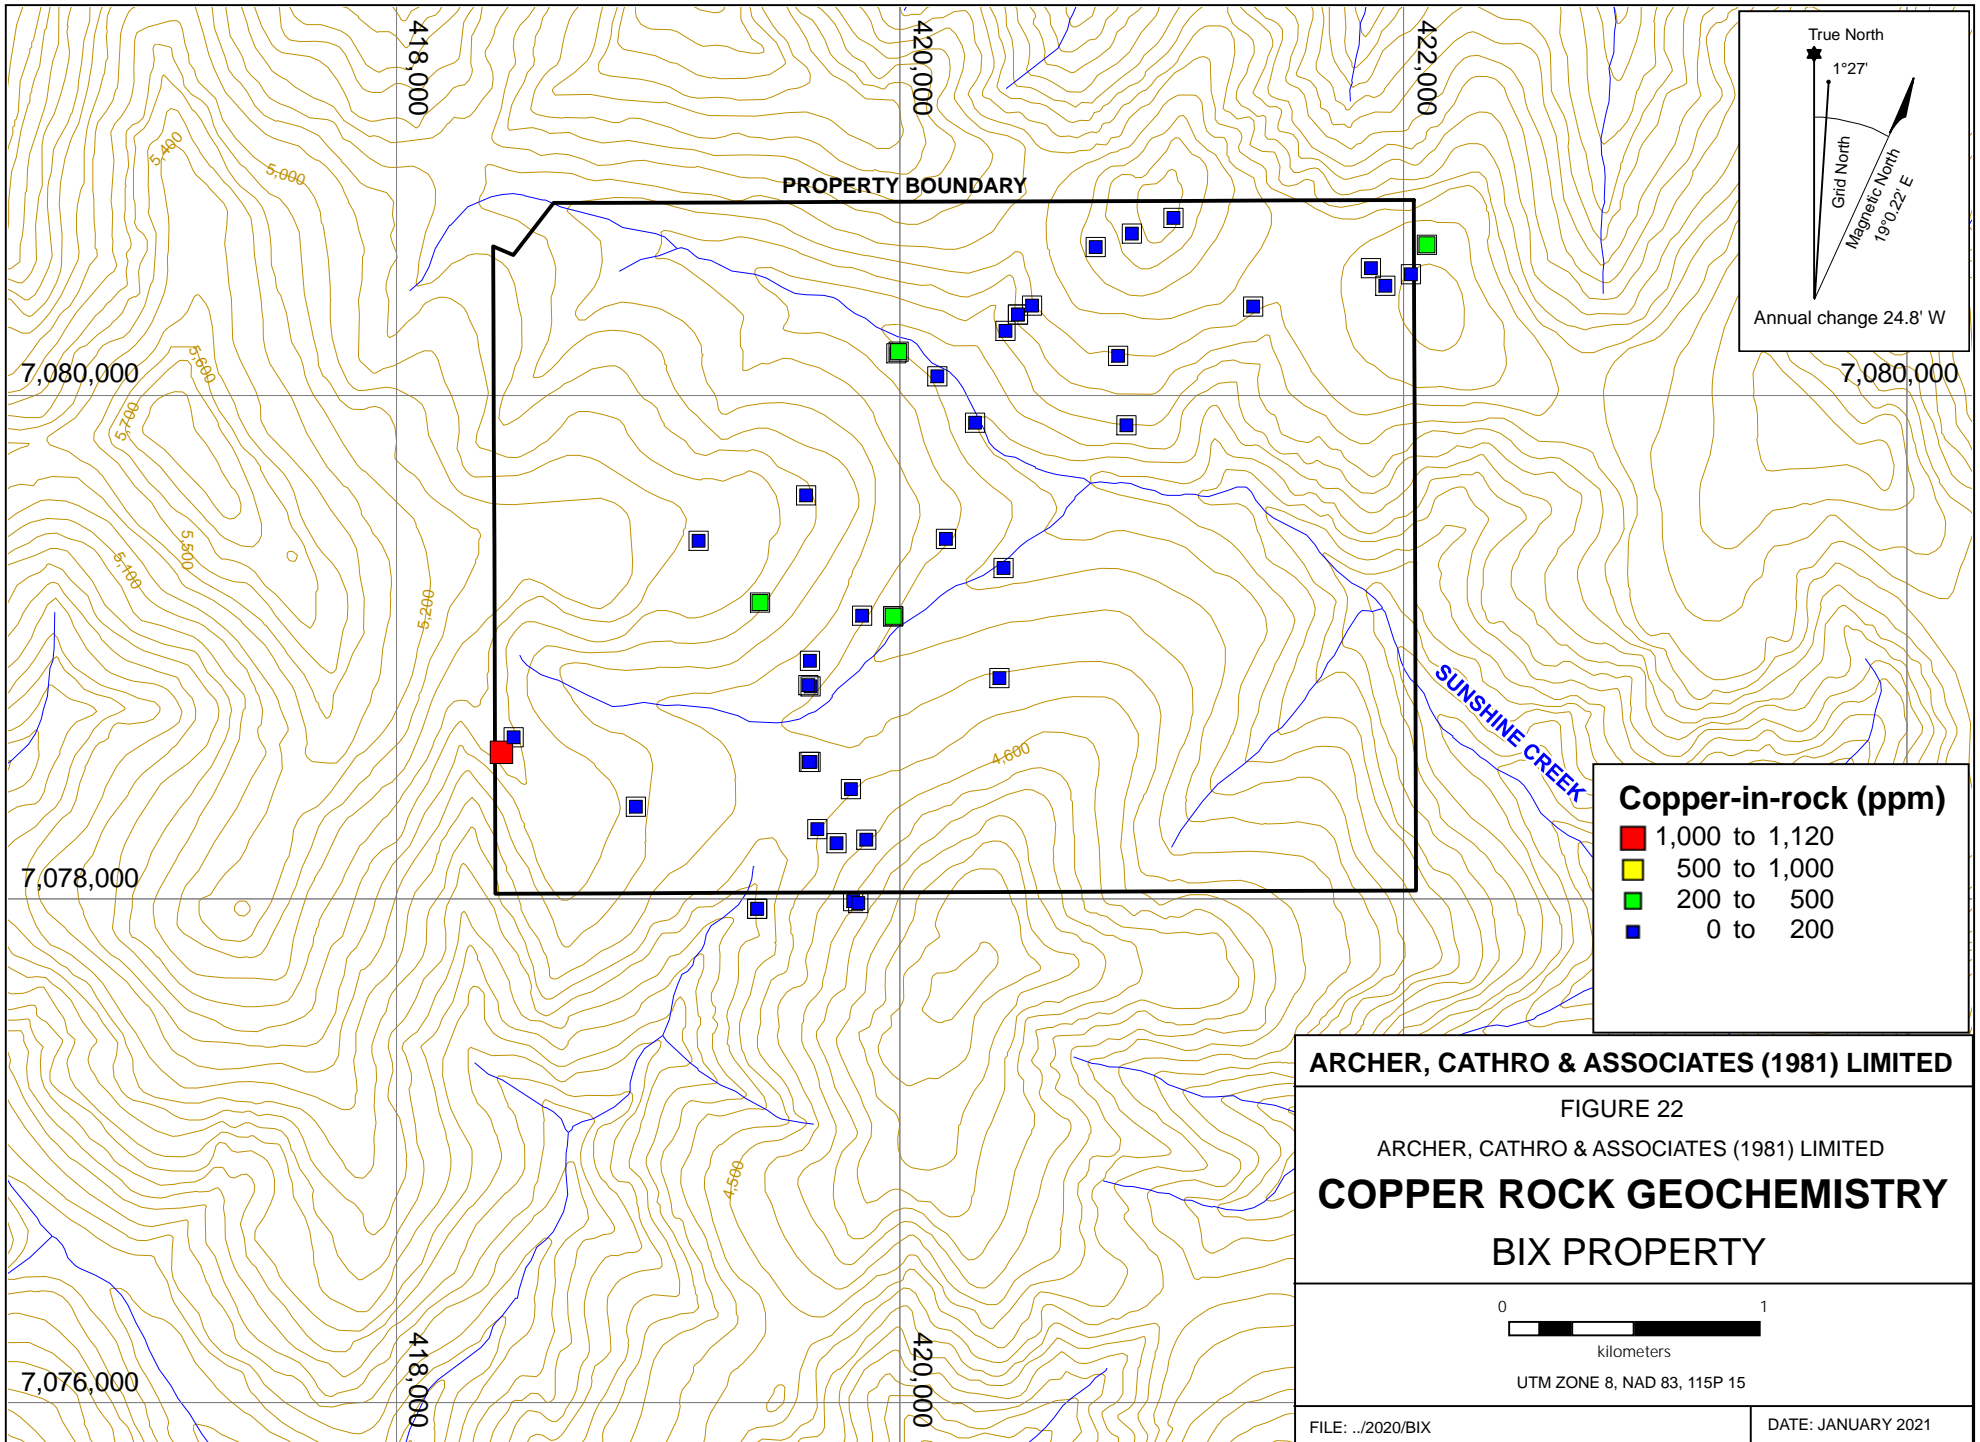 418,000
420,000
422,000
True North
1°27'
Grid North
Magnetic North
19°0.22' E
Annual change 24.8' W
5,400
5,000
PROPERTY BOUNDARY
5,600
7,080,000
7,080,000
5,700
5,500
5,100
5,200
SUNSHINE CREEK
4,600
Copper-in-rock (ppm)
1,000 to 1,120
500 to 1,000
200 to 500
0 to 200
7,078,000
4,500
ARCHER, CATHRO & ASSOCIATES (1981) LIMITED
FIGURE 22
ARCHER, CATHRO & ASSOCIATES (1981) LIMITED
COPPER ROCK GEOCHEMISTRY
BIX PROPERTY
0 1
kilometers
UTM ZONE 8, NAD 83, 115P 15
FILE: ../2020/BIX
DATE: JANUARY 2021
7,076,000
418,000
420,000